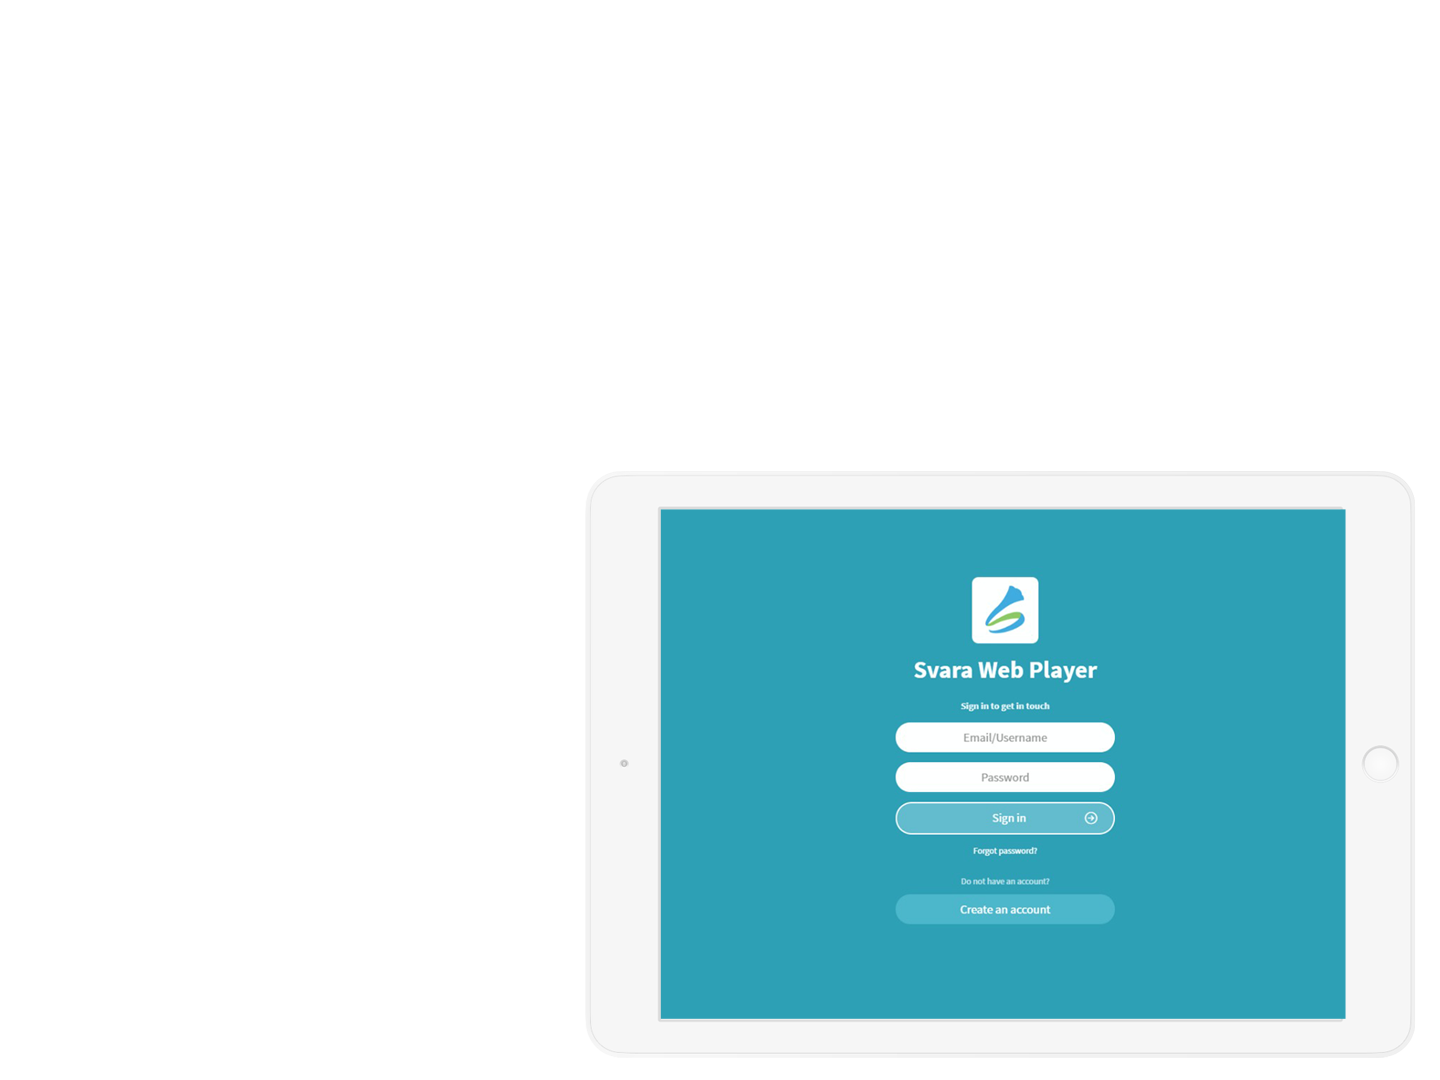 Svara Web Player
Sign in to get in touch
Email/Username
Password
Sign in
Forgot password?
Do not have an account?
Create an account